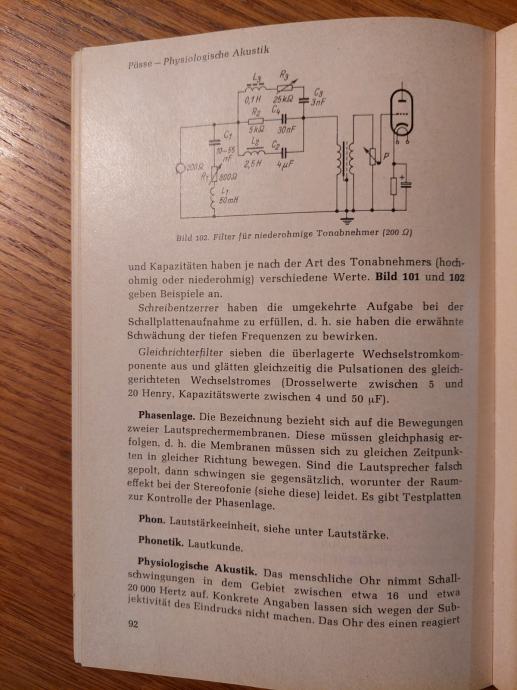 Püsse – Physiologische Akustik
L3
0,1 H
R3
25kΩ
C3
3nF
R2
5kΩ
C4
30nF
L2
2,5 H
C2
4µF
C1
10–55
nF
200Ω
R1
800Ω
L1
50mH
P
+
Bild 102. Filter für niederohmige Tonabnehmer (200 Ω)
und Kapazitäten haben je nach der Art des Tonabnehmers (hoch-
ohmig oder niederohmig) verschiedene Werte. Bild 101 und 102
geben Beispiele an.
Schreibentzerrer haben die umgekehrte Aufgabe bei der
Schallplattenaufnahme zu erfüllen, d. h. sie haben die erwähnte
Schwächung der tiefen Frequenzen zu bewirken.
Gleichrichterfilter sieben die überlagerte Wechselstromkom-
ponente aus und glätten gleichzeitig die Pulsationen des gleich-
gerichteten Wechselstromes (Drosselwerte zwischen 5 und
20 Henry, Kapazitätswerte zwischen 4 und 50 µF).
Phasenlage. Die Bezeichnung bezieht sich auf die Bewegungen
zweier Lautsprechermembranen. Diese müssen gleichphasig er-
folgen, d. h. die Membranen müssen sich zu gleichen Zeitpunk-
ten in gleicher Richtung bewegen. Sind die Lautsprecher falsch
gepolt, dann schwingen sie gegensätzlich, worunter der Raum-
effekt bei der Stereofonie (siehe diese) leidet. Es gibt Testplatten
zur Kontrolle der Phasenlage.
Phon. Lautstärkeeinheit, siehe unter Lautstärke.
Phonetik. Lautkunde.
Physiologische Akustik. Das menschliche Ohr nimmt Schall-
schwingungen in dem Gebiet zwischen etwa 16 und etwa
20 000 Hertz auf. Konkrete Angaben lassen sich wegen der Sub-
jektivität des Eindrucks nicht machen. Das Ohr des einen reagiert
92